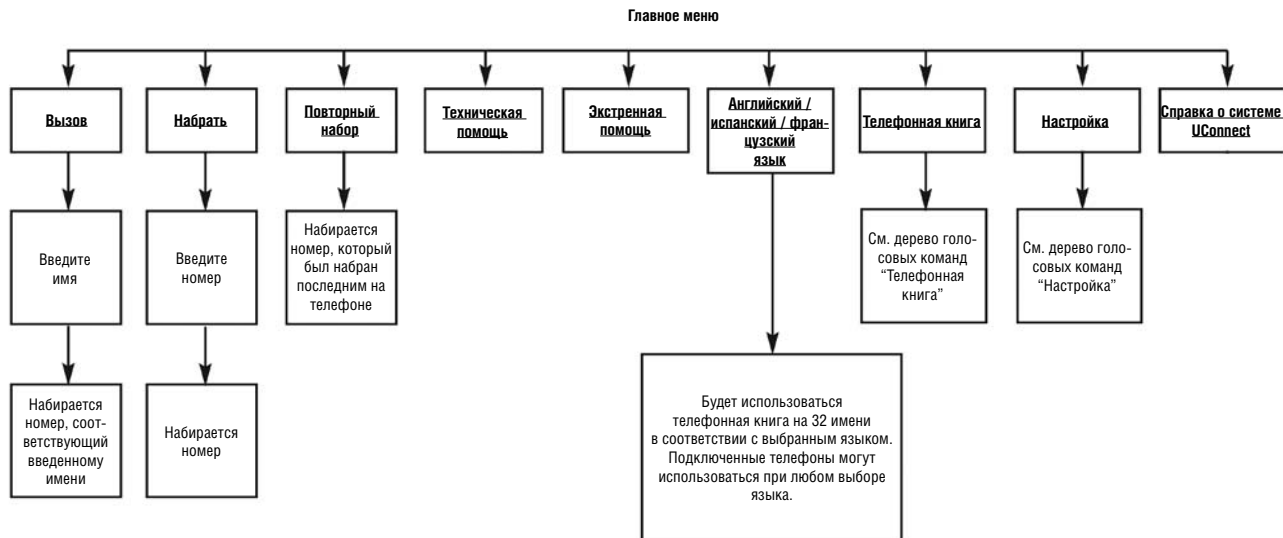 Главное меню
Вызов
Набрать
Повторный
набор
Техническая
помощь
Экстренная
помощь
Английский /
испанский / фран-
цузский
язык
Телефонная книга
Настройка
Справка о системе
UConnect
Введите
имя
Введите
номер
Набирается
номер, который
был набран
последним на
телефоне
См. дерево голо-
совых команд
“Телефонная
книга”
См. дерево голо-
совых команд
“Настройка”
Набирается
номер, соот-
ветствующий
введенному
имени
Набирается
номер
Будет использоваться
телефонная книга на 32 имени
в соответствии с выбранным языком.
Подключенные телефоны могут
использоваться при любом выборе
языка.